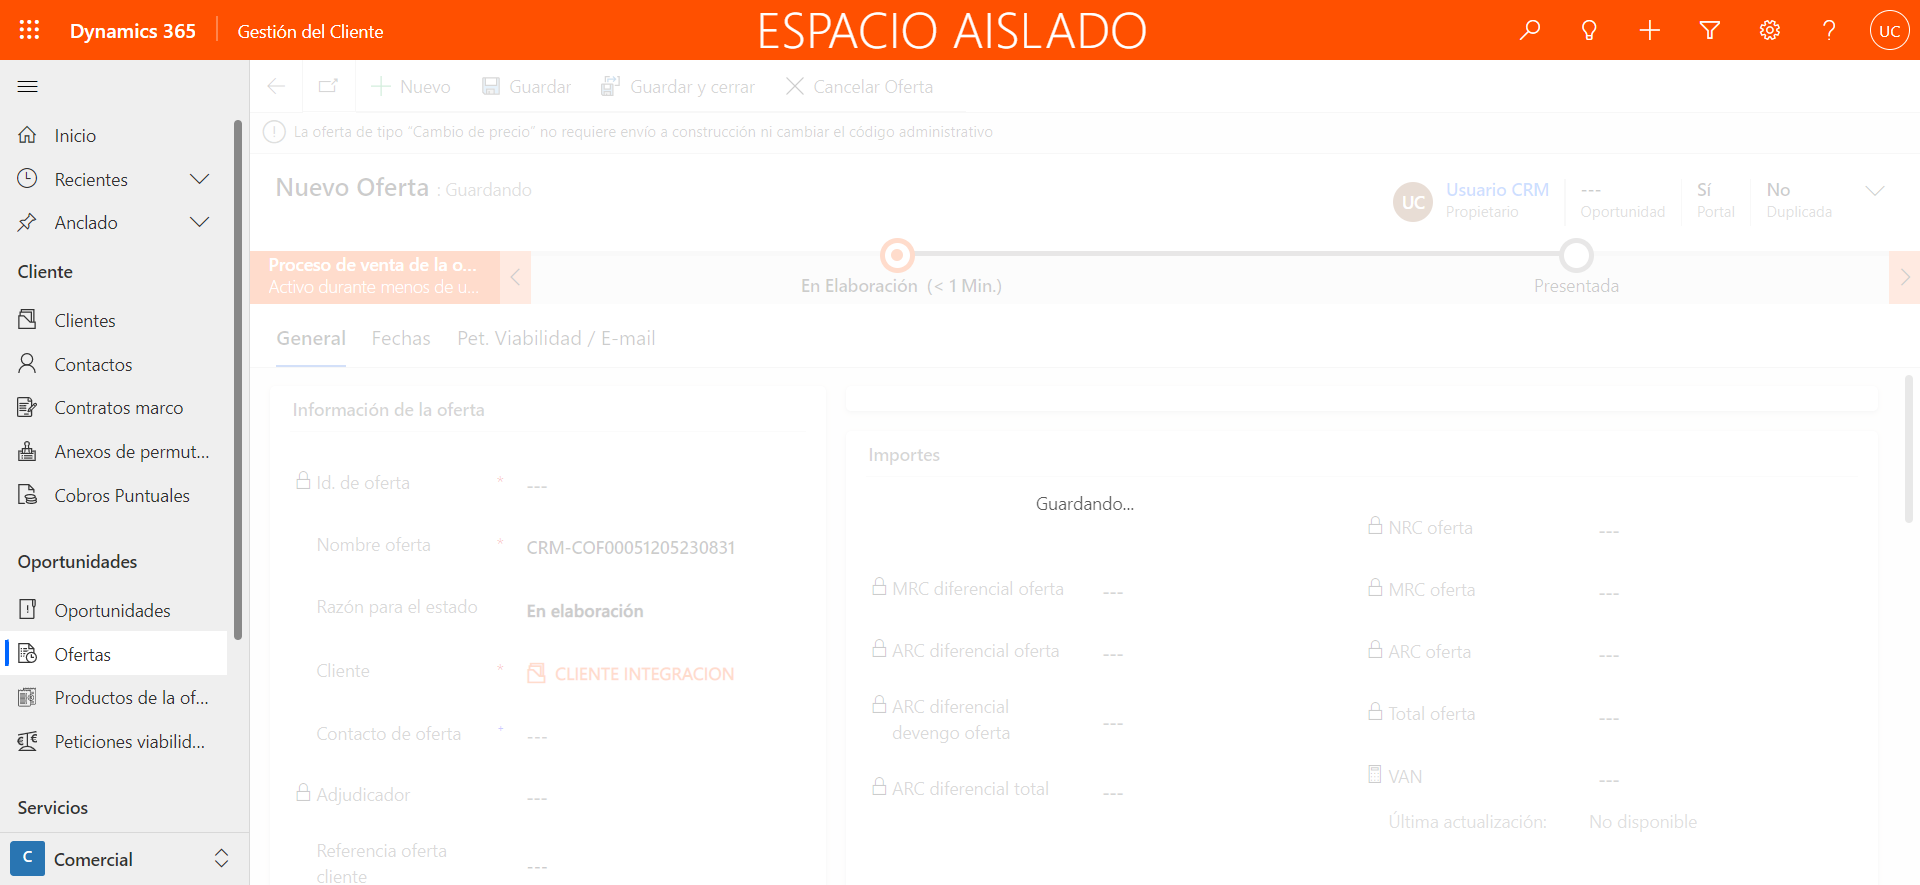 Dynamics 365
Gestión del Cliente
ESPACIO AISLADO
UC
Inicio
Recientes
Anclado
Cliente
Clientes
Contactos
Contratos marco
Anexos de permut...
Cobros Puntuales
Oportunidades
Oportunidades
Ofertas
Productos de la of...
Peticiones viabilid...
Servicios
C
Comercial
Nuevo
Guardar
Guardar y cerrar
Cancelar Oferta
La oferta de tipo "Cambio de precio" no requiere envío a construcción ni cambiar el código administrativo
Nuevo Oferta : Guardando
UC
Usuario CRM
Propietario
---
Oportunidad
Sí
Portal
No
Duplicada
Proceso de venta de la o...
Activo durante menos de u...
En Elaboración (< 1 Min.)
Presentada
General
Fechas
Pet. Viabilidad / E-mail
Información de la oferta
Id. de oferta * ---
Nombre oferta * CRM-COF00051205230831
Razón para el estado En elaboración
Cliente * CLIENTE INTEGRACION
Contacto de oferta + ---
Adjudicador ---
Referencia oferta
cliente ---
Importes
Guardando...
MRC diferencial oferta ---
ARC diferencial oferta ---
ARC diferencial
devengo oferta ---
ARC diferencial total ---
NRC oferta ---
MRC oferta ---
ARC oferta ---
Total oferta ---
VAN ---
Última actualización: No disponible